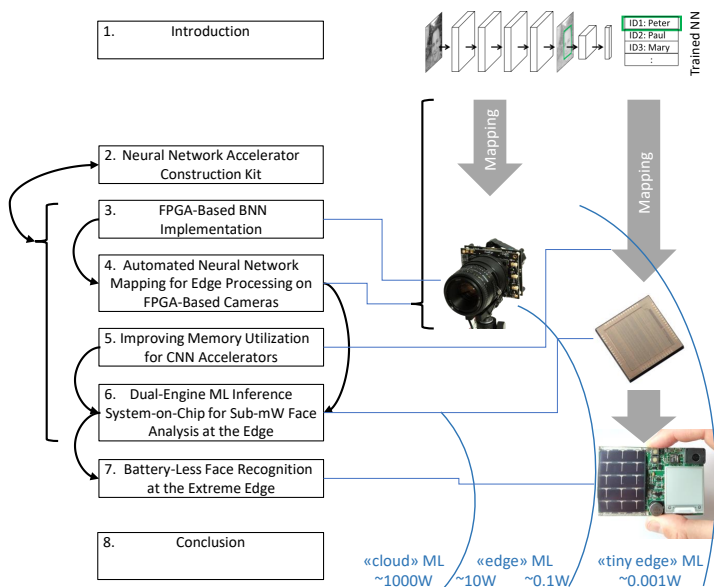 1. Introduction
ID1: Peter
ID2: Paul
ID3: Mary
:
Trained NN
Mapping
Mapping
2. Neural Network Accelerator
Construction Kit
3. FPGA-Based BNN
Implementation
4. Automated Neural Network
Mapping for Edge Processing on
FPGA-Based Cameras
5. Improving Memory Utilization
for CNN Accelerators
6. Dual-Engine ML Inference
System-on-Chip for Sub-mW Face
Analysis at the Edge
7. Battery-Less Face Recognition
at the Extreme Edge
8. Conclusion
«cloud» ML
~1000W
«edge» ML
~10W ~0.1W
«tiny edge» ML
~0.001W